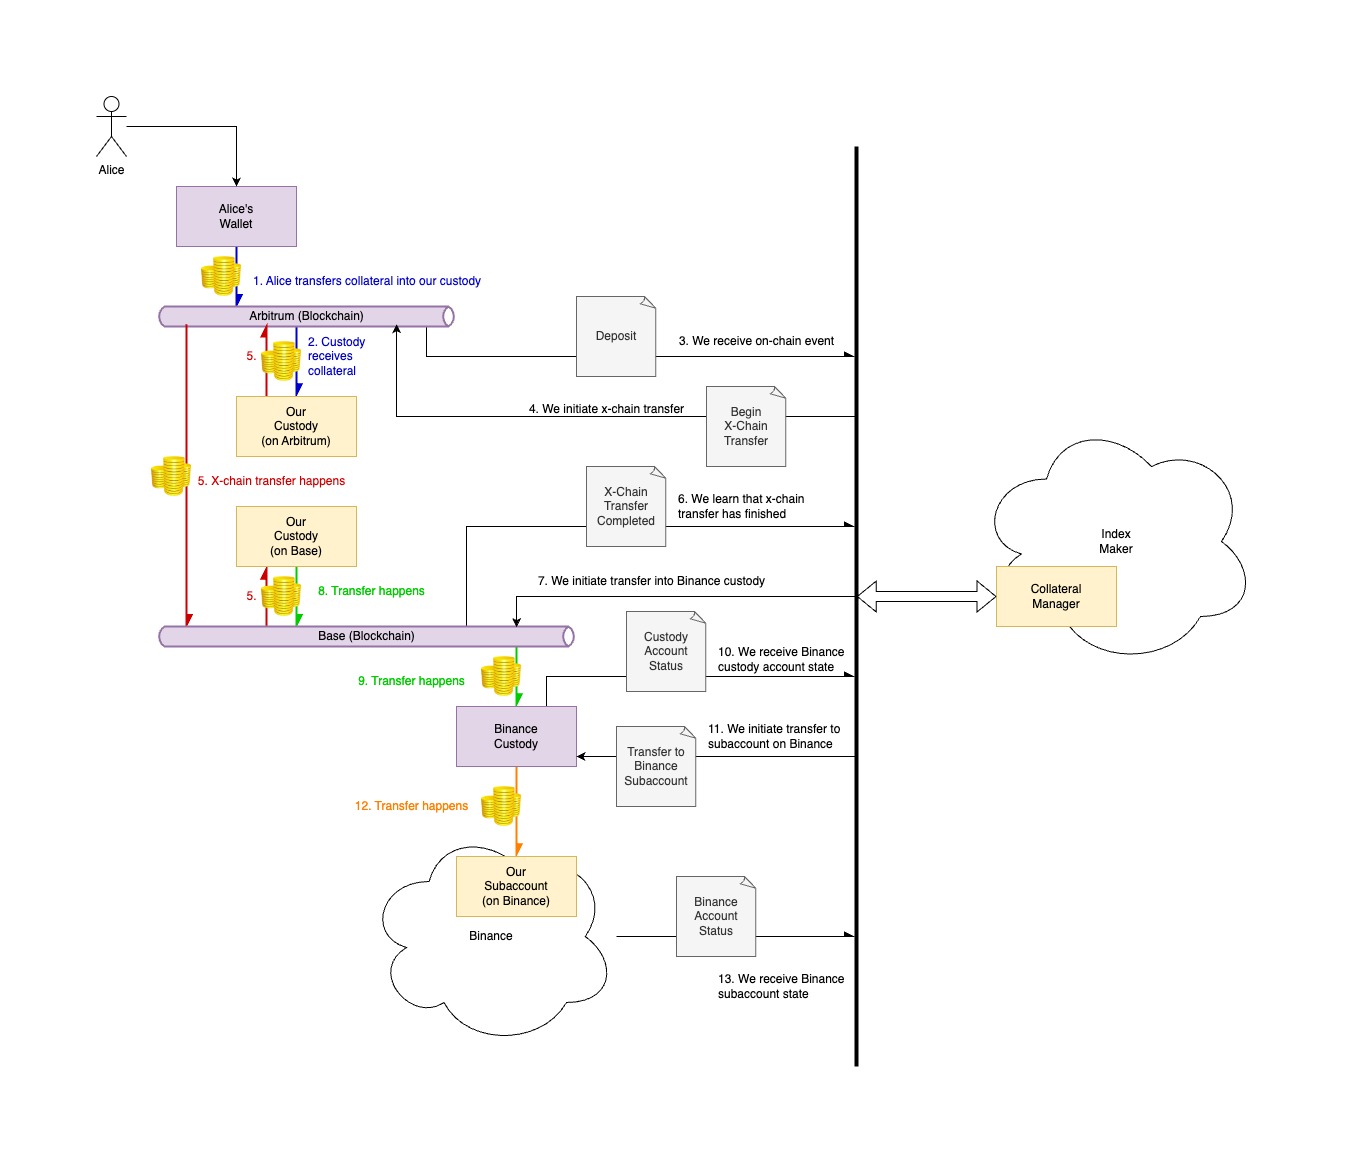 Alice
Alice's
Wallet
1. Alice transfers collateral into our custody
Arbitrum (Blockchain)
Deposit
3. We receive on-chain event
5.
2. Custody
receives
collateral
4. We initiate x-chain transfer
Begin
X-Chain
Transfer
Our
Custody
(on Arbitrum)
5. X-chain transfer happens
X-Chain
Transfer
Completed
6. We learn that x-chain
transfer has finished
Our
Custody
(on Base)
Index
Maker
7. We initiate transfer into Binance custody
5.
8. Transfer happens
Collateral
Manager
Base (Blockchain)
Custody
Account
Status
10. We receive Binance
custody account state
9. Transfer happens
Binance
Custody
11. We initiate transfer to
subaccount on Binance
Transfer to
Binance
Subaccount
12. Transfer happens
Our
Subaccount
(on Binance)
Binance
Binance
Account
Status
13. We receive Binance
subaccount state